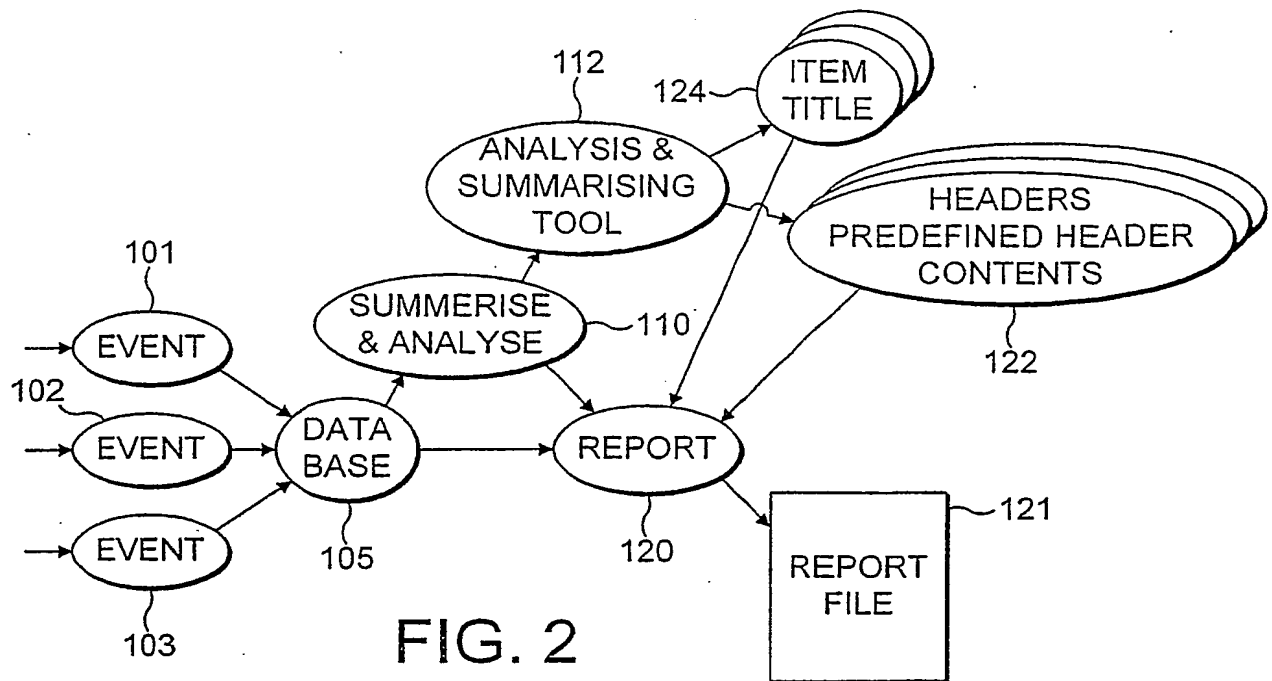 112
124
ITEM
TITLE
ANALYSIS &
SUMMARISING
TOOL
HEADERS
PREDEFINED HEADER
CONTENTS
122
101
EVENT
SUMMERISE
& ANALYSE
110
102
EVENT
DATA
BASE
105
REPORT
120
EVENT
103
121
REPORT
FILE
FIG. 2